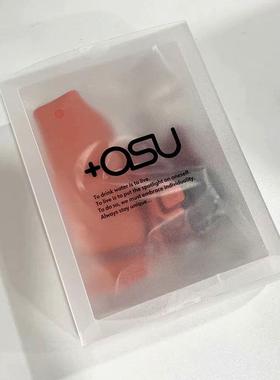 +QSU
To drink water is to live.
To live is to put the spotlight on oneself.
To do so, we must embrace individuality.
Always stay unique...